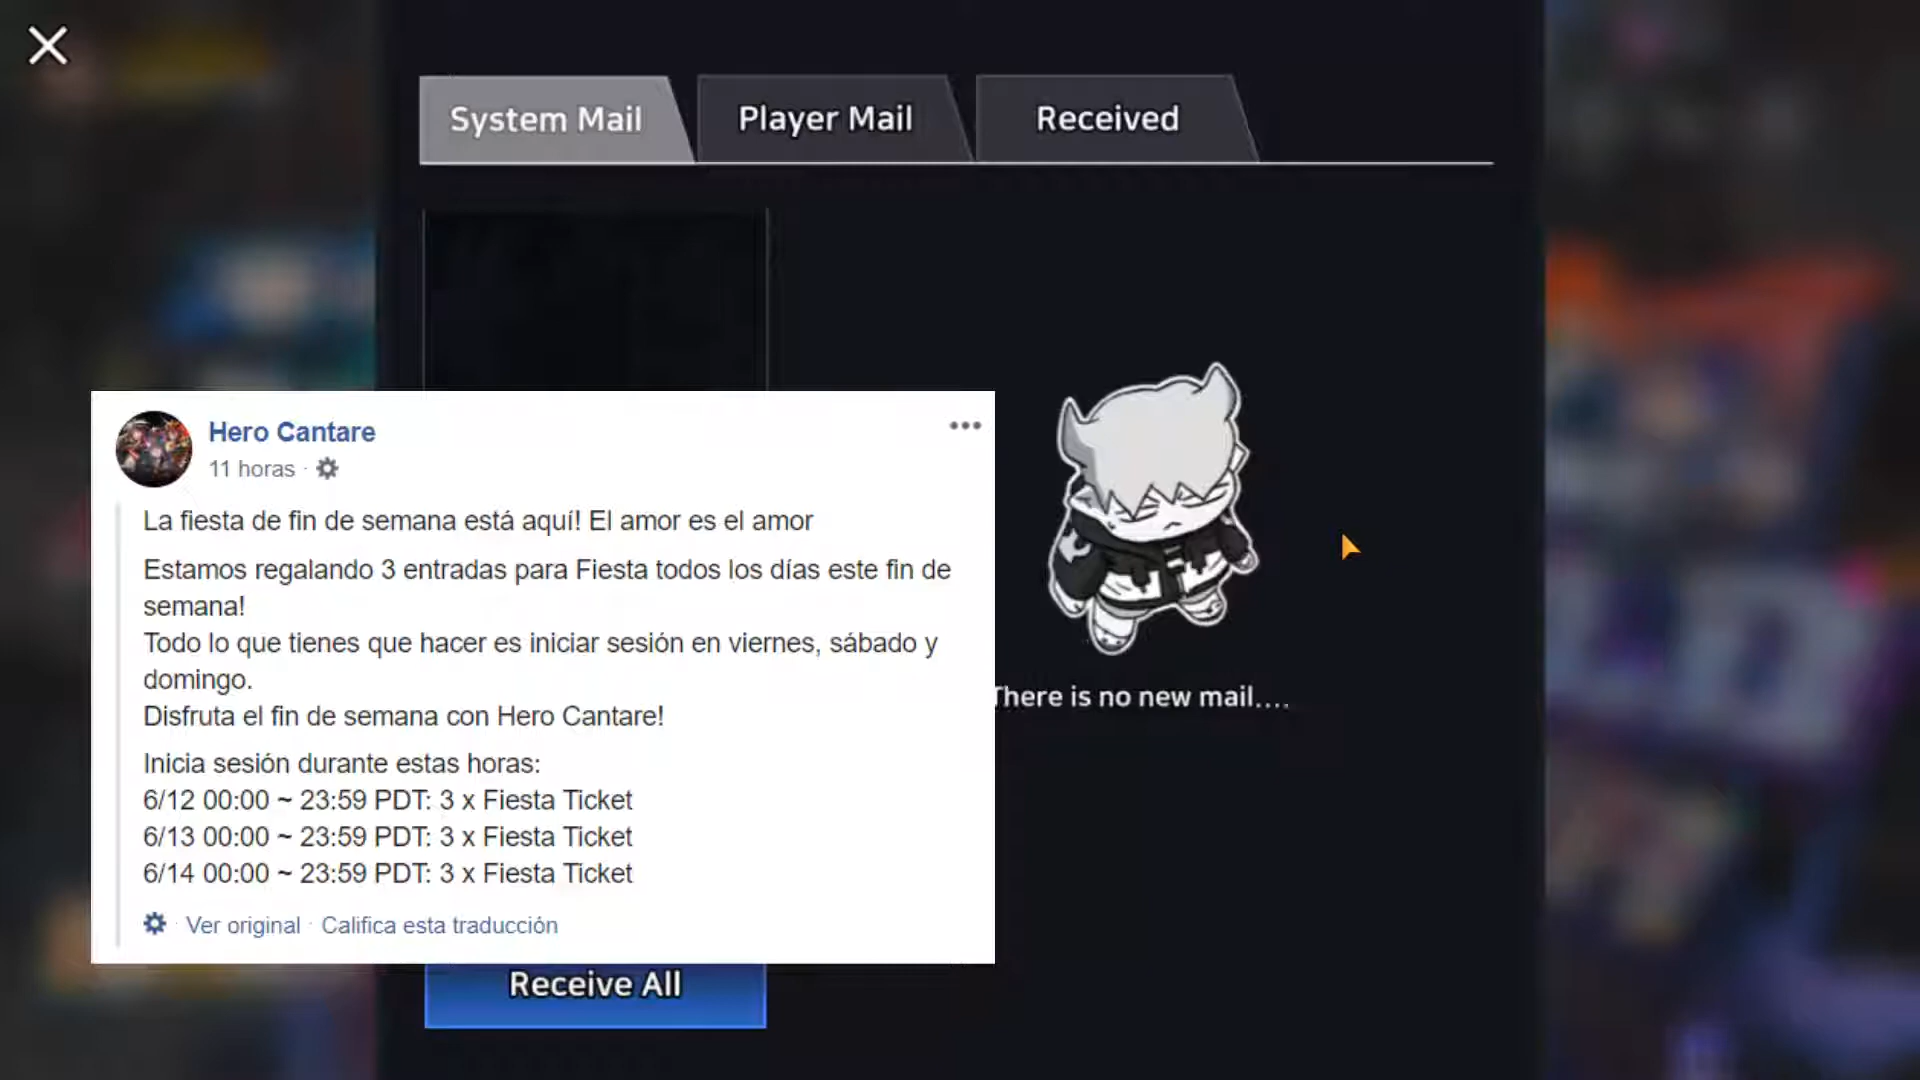 System Mail
Player Mail
Received
Hero Cantare
11 horas ·
La fiesta de fin de semana está aquí! El amor es el amor
Estamos regalando 3 entradas para Fiesta todos los días este fin de
semana!
Todo lo que tienes que hacer es iniciar sesión en viernes, sábado y
domingo.
Disfruta el fin de semana con Hero Cantare!
Inicia sesión durante estas horas:
6/12 00:00 ~ 23:59 PDT: 3 x Fiesta Ticket
6/13 00:00 ~ 23:59 PDT: 3 x Fiesta Ticket
6/14 00:00 ~ 23:59 PDT: 3 x Fiesta Ticket
· Ver original · Califica esta traducción
There is no new mail....
Receive All